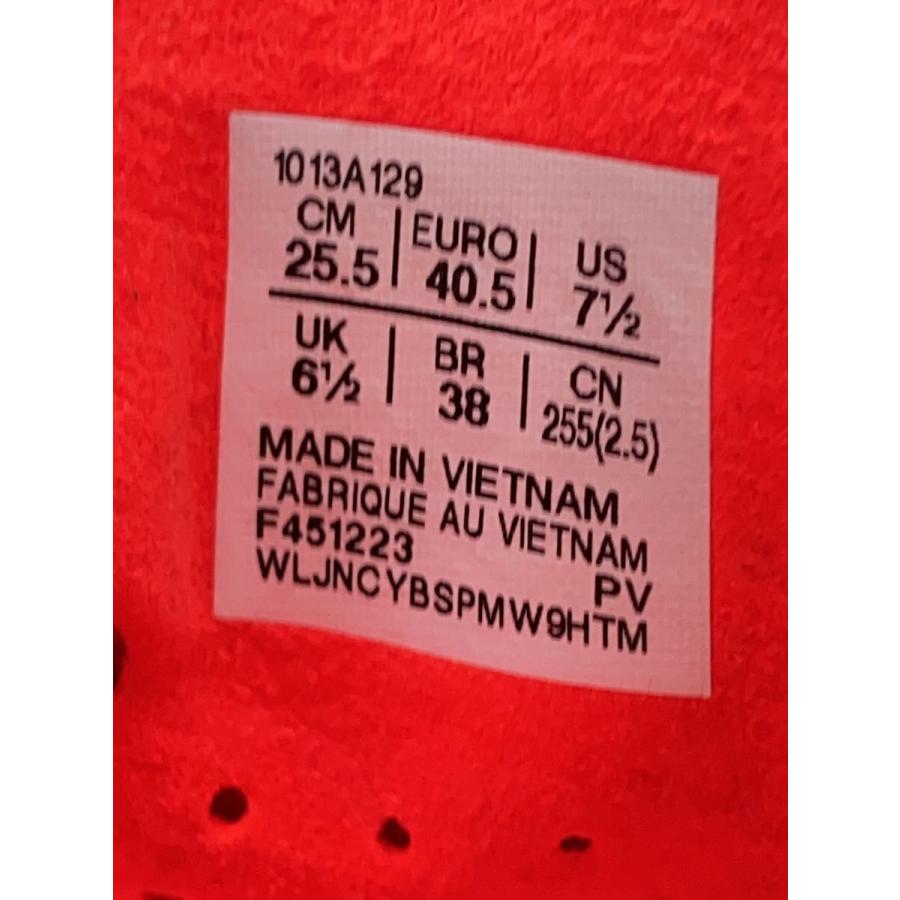 1013A129
CM | EURO | US
25.5 | 40.5 | 7½
UK | BR | CN
6½ | 38 | 255(2.5)
MADE IN VIETNAM
FABRIQUE AU VIETNAM
F451223 PV
WLJNCYBSPMW9HTM